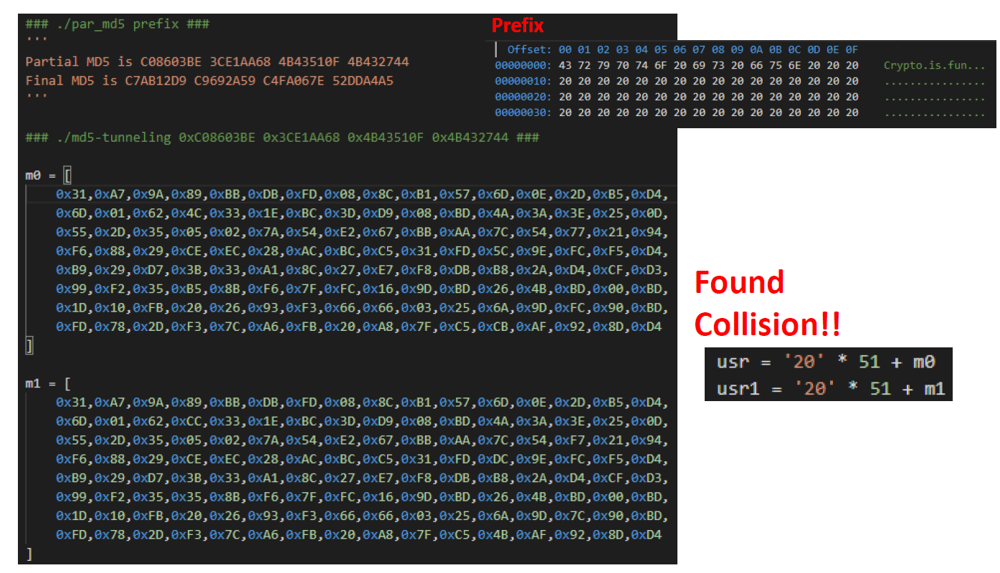 ### ./par_md5 prefix ###
'''
Partial MD5 is C08603BE 3CE1AA68 4B43510F 4B432744
Final MD5 is C7AB12D9 C9692A59 C4FA067E 52DDA4A5
'''
Prefix
Offset: 00 01 02 03 04 05 06 07 08 09 0A 0B 0C 0D 0E 0F
00000000: 43 72 79 70 74 6F 20 69 73 20 66 75 6E 20 20 20 Crypto.is.fun...
00000010: 20 20 20 20 20 20 20 20 20 20 20 20 20 20 20 20 ................
00000020: 20 20 20 20 20 20 20 20 20 20 20 20 20 20 20 20 ................
00000030: 20 20 20 20 20 20 20 20 20 20 20 20 20 20 20 20 ................
### ./md5-tunneling 0xC08603BE 0x3CE1AA68 0x4B43510F 0x4B432744 ###
m0 = [
0x31,0xA7,0x9A,0x89,0xBB,0xDB,0xFD,0x08,0x8C,0xB1,0x57,0x6D,0x0E,0x2D,0xB5,0xD4,
0x6D,0x01,0x62,0x4C,0x33,0x1E,0xBC,0x3D,0xD9,0x08,0xBD,0x4A,0x3A,0x3E,0x25,0x0D,
0x55,0x2D,0x35,0x05,0x02,0x7A,0x54,0xE2,0x67,0xBB,0xAA,0x7C,0x54,0x77,0x21,0x94,
0xF6,0x88,0x29,0xCE,0xEC,0x28,0xAC,0xBC,0xC5,0x31,0xFD,0x5C,0x9E,0xFC,0xF5,0xD4,
0xB9,0x29,0xD7,0x3B,0x33,0xA1,0x8C,0x27,0xE7,0xF8,0xDB,0xB8,0x2A,0xD4,0xCF,0xD3,
0x99,0xF2,0x35,0xB5,0x8B,0xF6,0x7F,0xFC,0x16,0x9D,0xBD,0x26,0x4B,0xBD,0x00,0xBD,
0x1D,0x10,0xFB,0x20,0x26,0x93,0xF3,0x66,0x66,0x03,0x25,0x6A,0x9D,0xFC,0x90,0xBD,
0xFD,0x78,0x2D,0xF3,0x7C,0xA6,0xFB,0x20,0xA8,0x7F,0xC5,0xCB,0xAF,0x92,0x8D,0xD4
]
m1 = [
0x31,0xA7,0x9A,0x89,0xBB,0xDB,0xFD,0x08,0x8C,0xB1,0x57,0x6D,0x0E,0x2D,0xB5,0xD4,
0x6D,0x01,0x62,0xCC,0x33,0x1E,0xBC,0x3D,0xD9,0x08,0xBD,0x4A,0x3A,0x3E,0x25,0x0D,
0x55,0x2D,0x35,0x05,0x02,0x7A,0x54,0xE2,0x67,0xBB,0xAA,0x7C,0x54,0xF7,0x21,0x94,
0xF6,0x88,0x29,0xCE,0xEC,0x28,0xAC,0xBC,0xC5,0x31,0xFD,0xDC,0x9E,0xFC,0xF5,0xD4,
0xB9,0x29,0xD7,0x3B,0x33,0xA1,0x8C,0x27,0xE7,0xF8,0xDB,0xB8,0x2A,0xD4,0xCF,0xD3,
0x99,0xF2,0x35,0x35,0x8B,0xF6,0x7F,0xFC,0x16,0x9D,0xBD,0x26,0x4B,0xBD,0x00,0xBD,
0x1D,0x10,0xFB,0x20,0x26,0x93,0xF3,0x66,0x66,0x03,0x25,0x6A,0x9D,0x7C,0x90,0xBD,
0xFD,0x78,0x2D,0xF3,0x7C,0xA6,0xFB,0x20,0xA8,0x7F,0xC5,0x4B,0xAF,0x92,0x8D,0xD4
]
Found
Collision!!
usr = '20' * 51 + m0
usr1 = '20' * 51 + m1